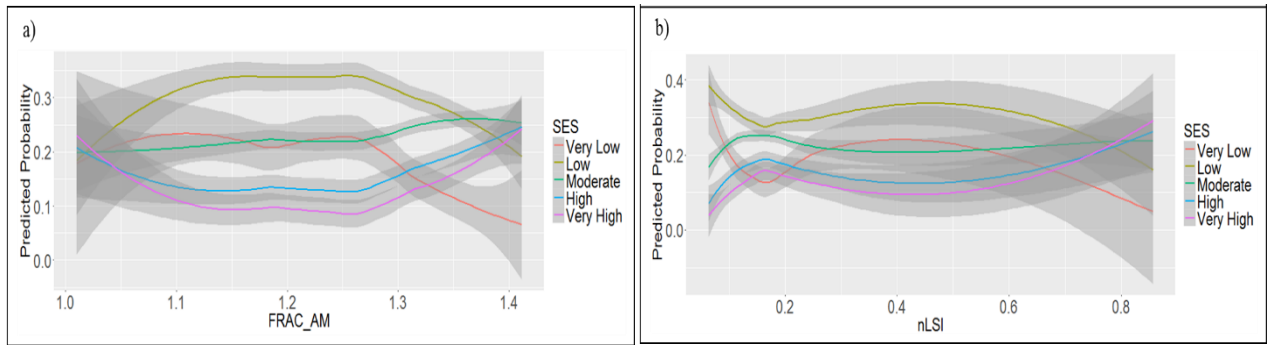 a)
Predicted Probability
0.3
0.2
0.1
0.0
1.0 1.1 1.2 1.3 1.4
FRAC_AM
SES
Very Low
Low
Moderate
High
Very High
b)
Predicted Probability
0.4
0.2
0.0
0.2 0.4 0.6 0.8
nLSI
SES
Very Low
Low
Moderate
High
Very High